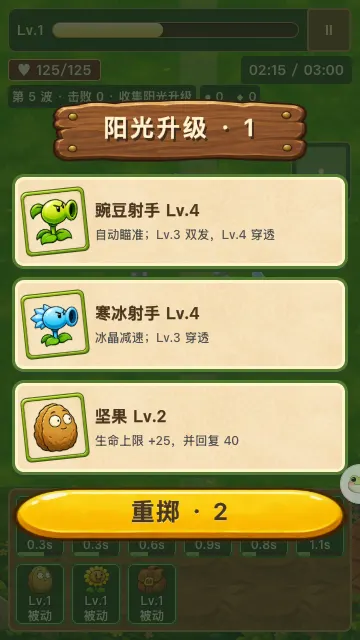 Lv.1
125/125
02:15 / 03:00
第 5 波 · 击败 0 · 收集阳光升级
0
0
阳光升级 · 1
豌豆射手 Lv.4
自动瞄准；Lv.3 双发，Lv.4 穿透
寒冰射手 Lv.4
冰晶减速；Lv.3 穿透
坚果 Lv.2
生命上限 +25，并回复 40
重掷 · 2
0.3s
0.3s
0.6s
0.9s
0.8s
1.1s
Lv.1
被动
Lv.1
被动
Lv.1
被动